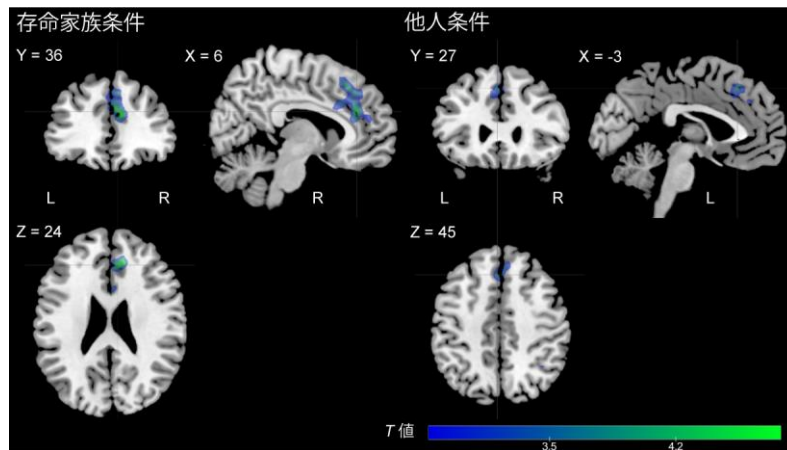 存命家族条件
Y = 36
X = 6
L
R
R
Z = 24
他人条件
Y = 27
X = -3
L
R
L
Z = 45
T 値
3.5
4.2